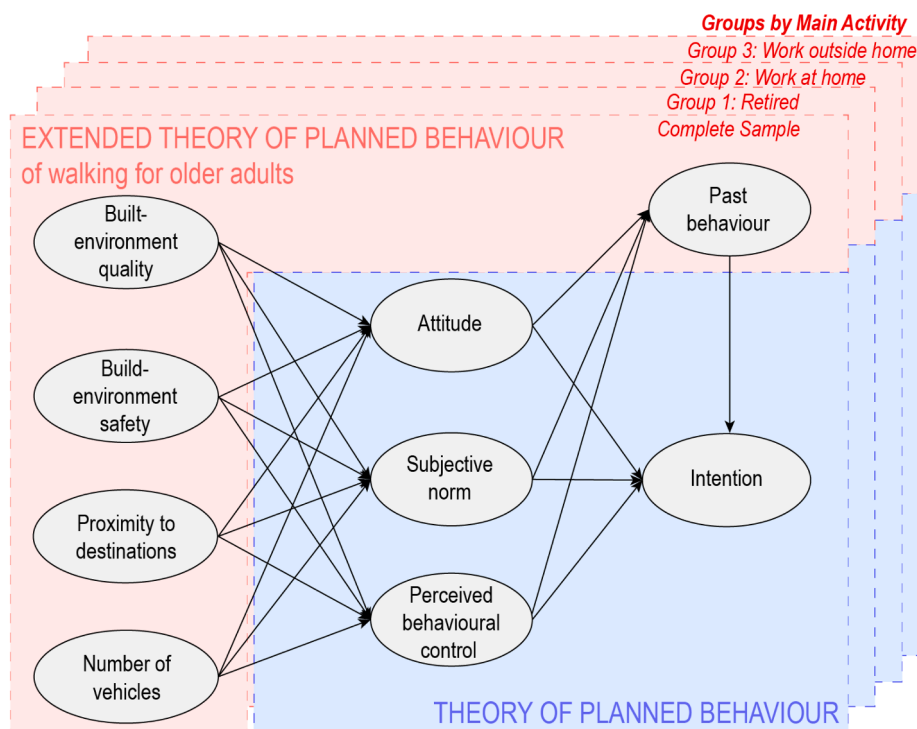 Groups by Main Activity
Group 3: Work outside home
Group 2: Work at home
Group 1: Retired
Complete Sample
EXTENDED THEORY OF PLANNED BEHAVIOUR
of walking for older adults
Built-
environment
quality
Build-
environment
safety
Proximity to
destinations
Number of
vehicles
Attitude
Subjective
norm
Perceived
behavioural
control
Past
behaviour
Intention
THEORY OF PLANNED BEHAVIOUR